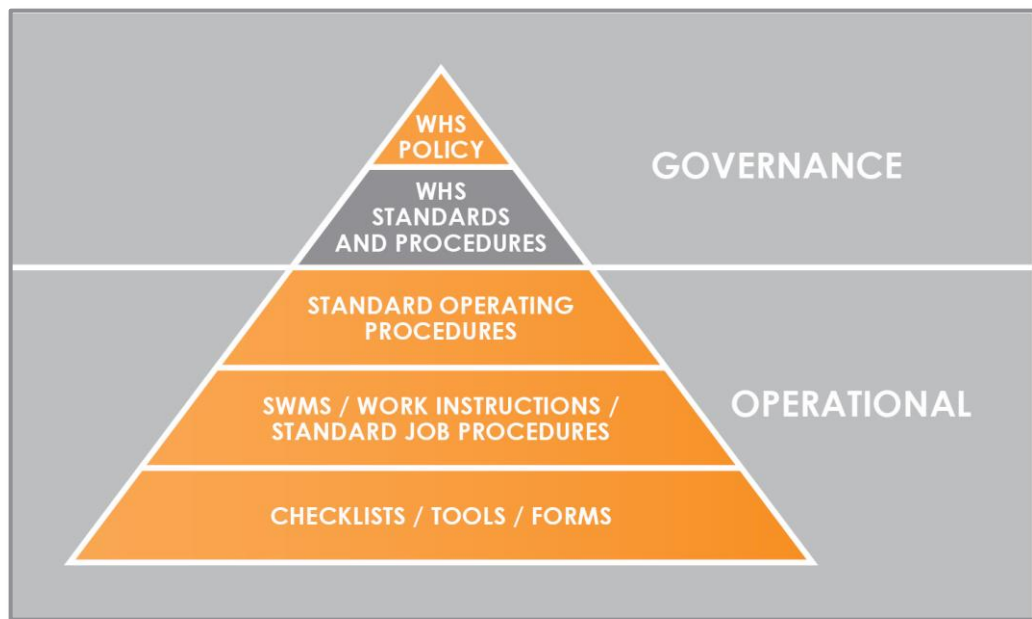 WHS
POLICY
GOVERNANCE
WHS
STANDARDS
AND PROCEDURES
STANDARD OPERATING
PROCEDURES
SWMS / WORK INSTRUCTIONS /
STANDARD JOB PROCEDURES
OPERATIONAL
CHECKLISTS / TOOLS / FORMS